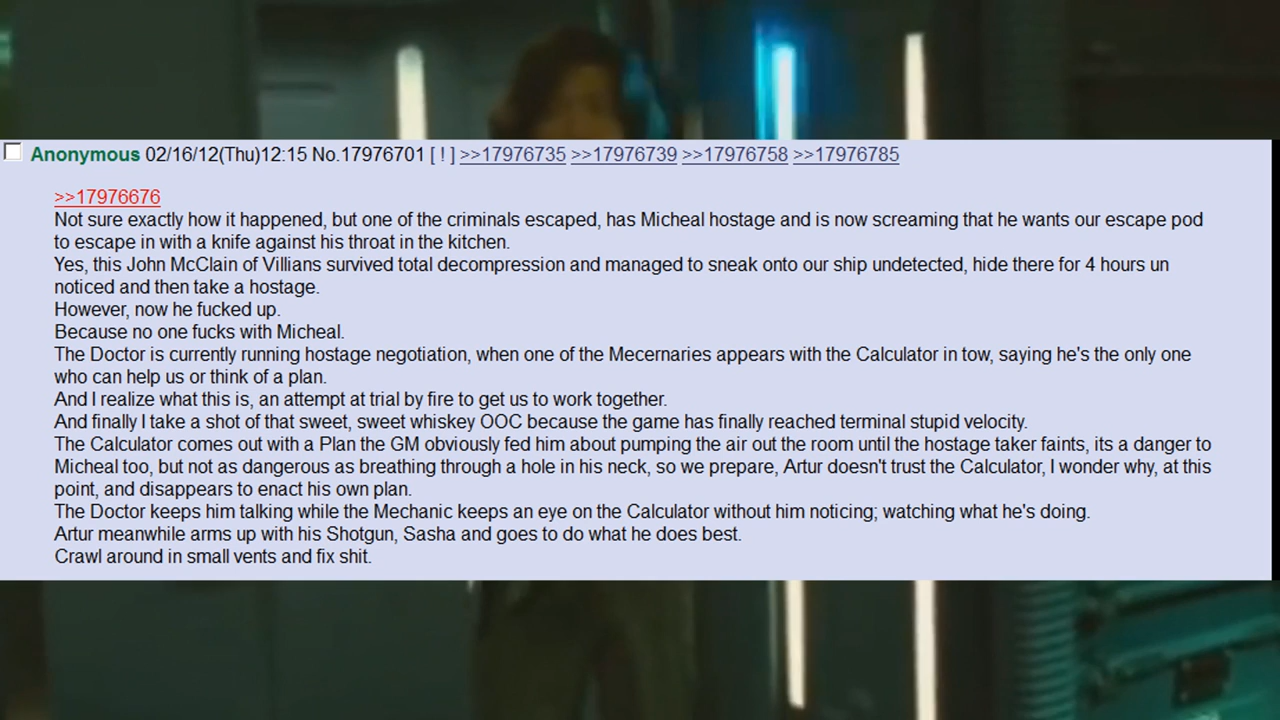 Anonymous 02/16/12(Thu)12:15 No.17976701 [ ! ] >>17976735 >>17976739 >>17976758 >>17976785
>>17976676
Not sure exactly how it happened, but one of the criminals escaped, has Micheal hostage and is now screaming that he wants our escape pod
to escape in with a knife against his throat in the kitchen.
Yes, this John McClain of Villians survived total decompression and managed to sneak onto our ship undetected, hide there for 4 hours un
noticed and then take a hostage.
However, now he fucked up.
Because no one fucks with Micheal.
The Doctor is currently running hostage negotiation, when one of the Mecernaries appears with the Calculator in tow, saying he's the only one
who can help us or think of a plan.
And I realize what this is, an attempt at trial by fire to get us to work together.
And finally I take a shot of that sweet, sweet whiskey OOC because the game has finally reached terminal stupid velocity.
The Calculator comes out with a Plan the GM obviously fed him about pumping the air out the room until the hostage taker faints, its a danger to
Micheal too, but not as dangerous as breathing through a hole in his neck, so we prepare, Artur doesn't trust the Calculator, I wonder why, at this
point, and disappears to enact his own plan.
The Doctor keeps him talking while the Mechanic keeps an eye on the Calculator without him noticing; watching what he's doing.
Artur meanwhile arms up with his Shotgun, Sasha and goes to do what he does best.
Crawl around in small vents and fix shit.